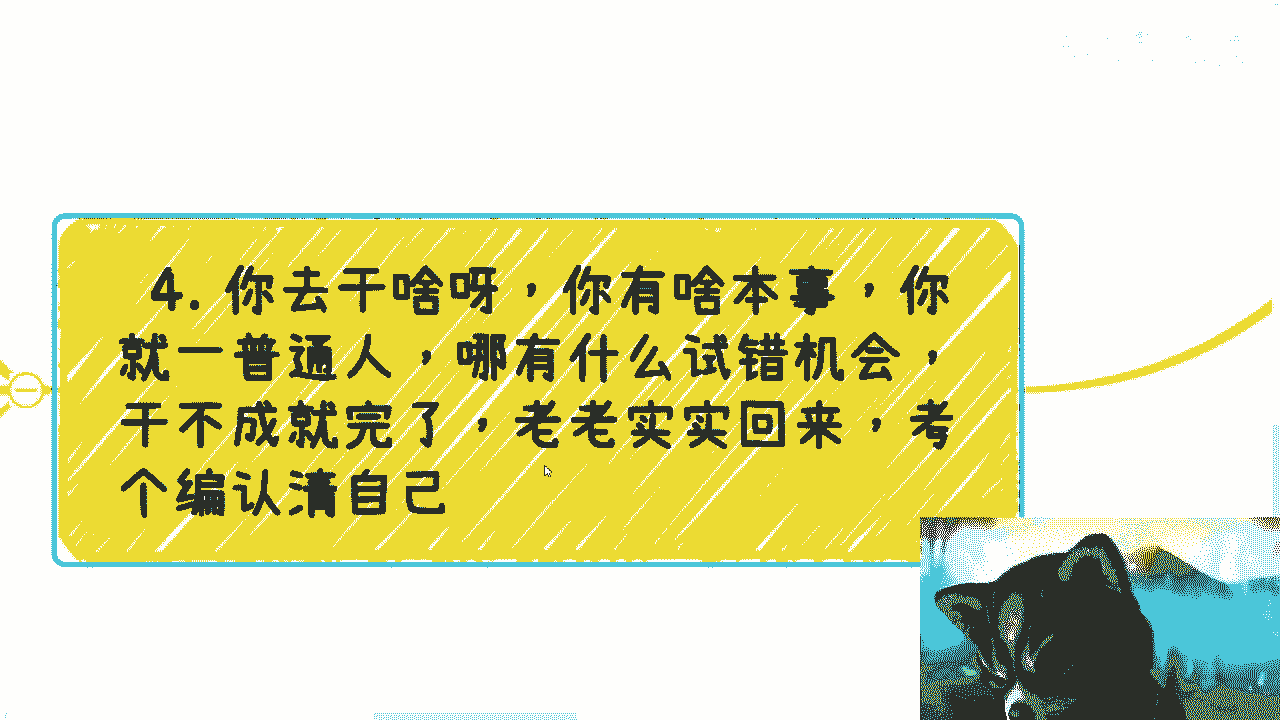 4. 你去干啥呀，你有啥本事，你
就一普通人，哪有什么试错机会，
干不成就完了，老老实实回来，考
个编认清自己